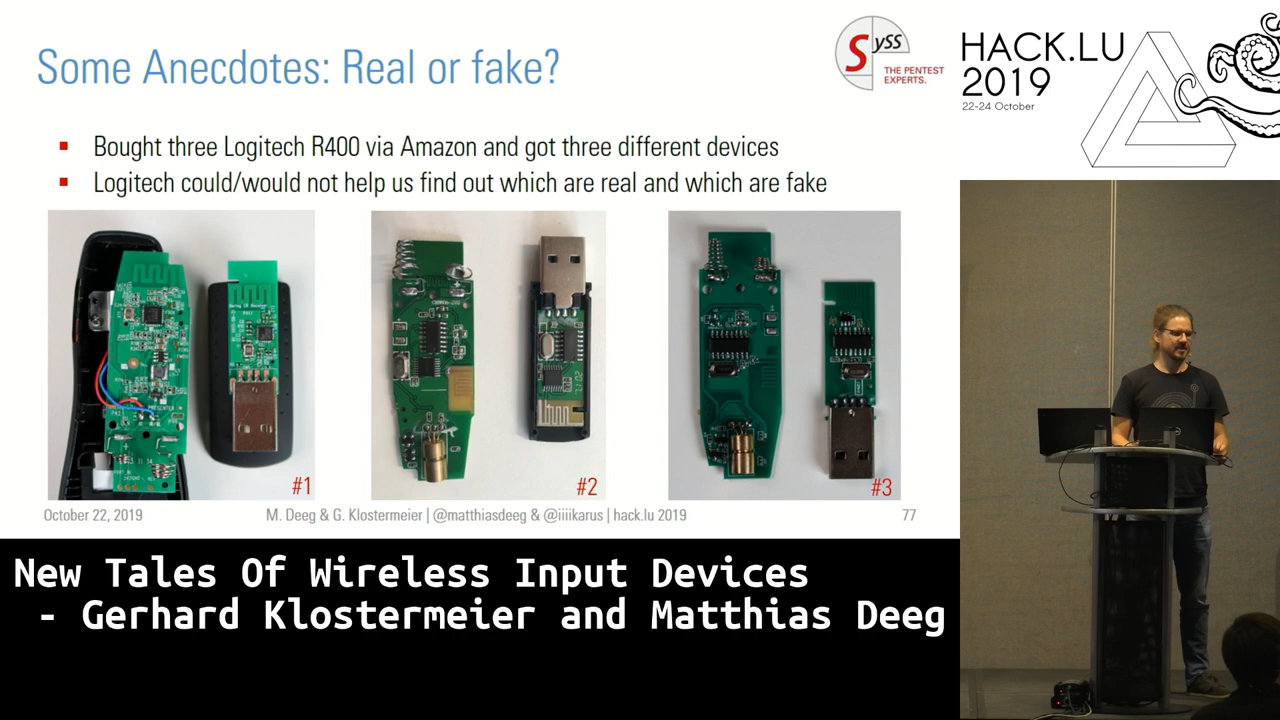 Some Anecdotes: Real or fake?
SySS
THE PENTEST
EXPERTS.
HACK.LU
2019
22-24 October
Bought three Logitech R400 via Amazon and got three different devices
Logitech could/would not help us find out which are real and which are fake
#1
#2
#3
October 22, 2019
M. Deeg & G. Klostermeier | @matthiasdeeg & @iiiikarus | hack.lu 2019
77
New Tales Of Wireless Input Devices
- Gerhard Klostermeier and Matthias Deeg